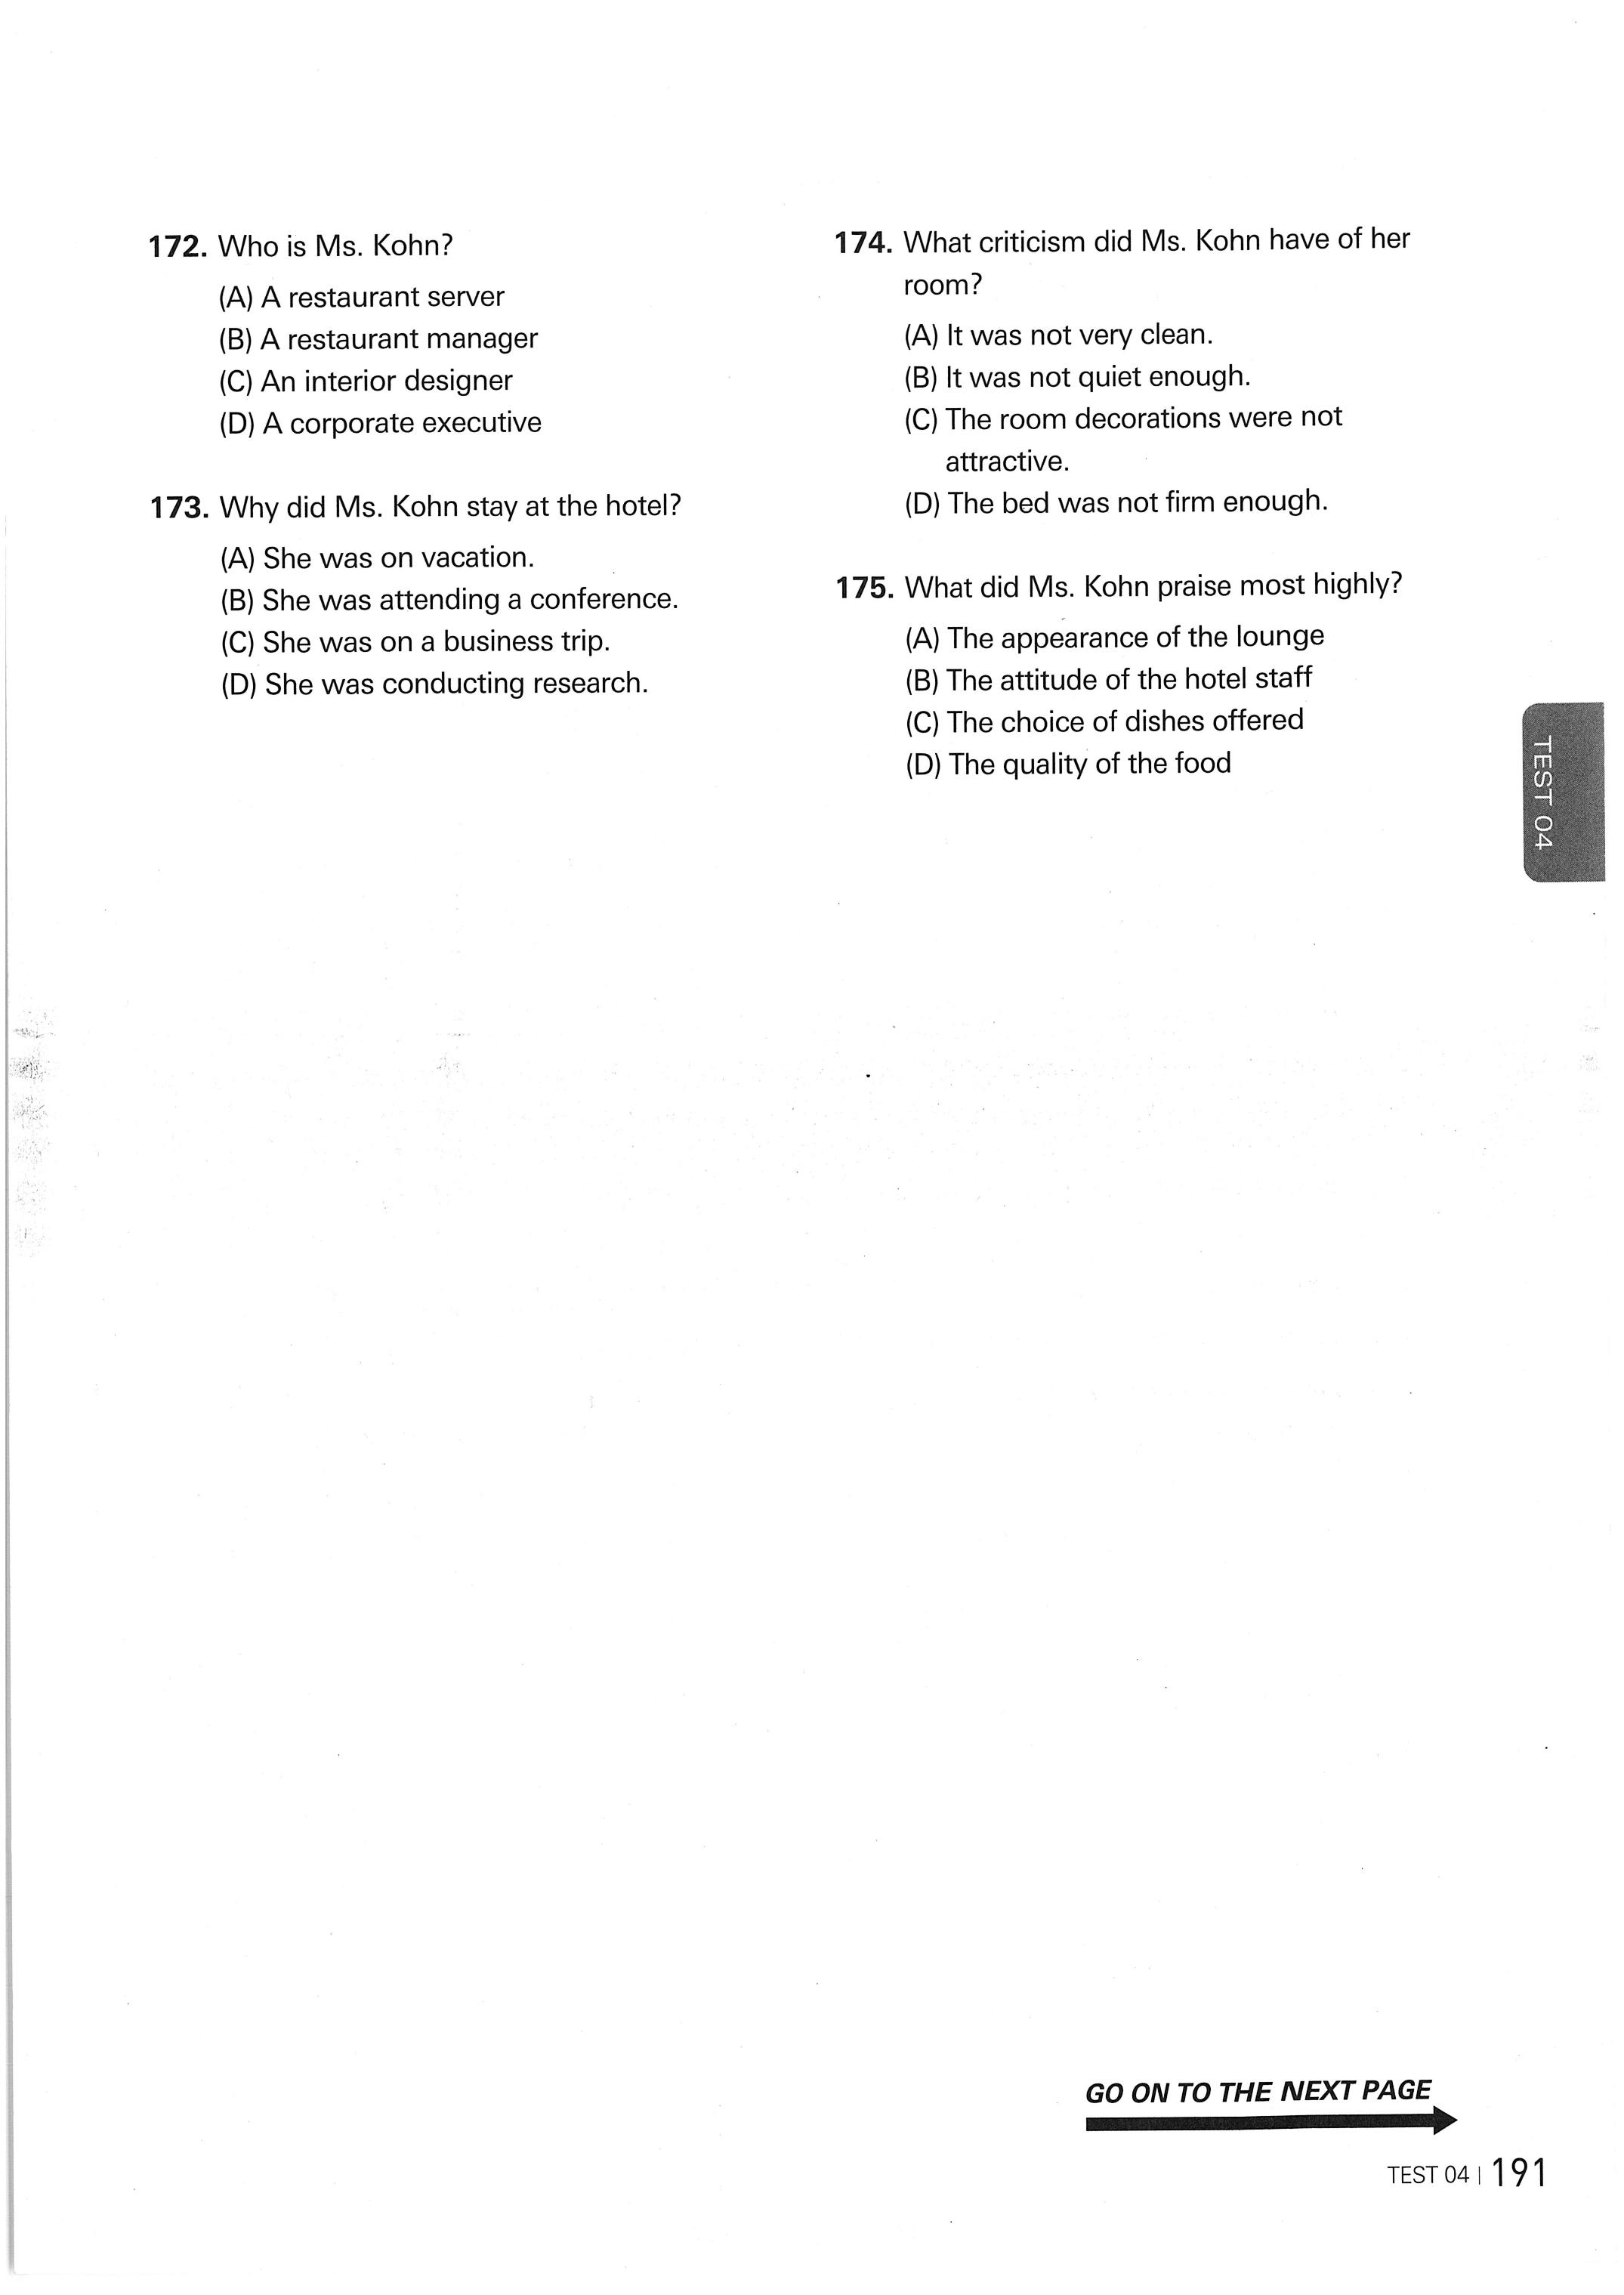 172. Who is Ms. Kohn?
(A) A restaurant server
(B) A restaurant manager
(C) An interior designer
(D) A corporate executive
173. Why did Ms. Kohn stay at the hotel?
(A) She was on vacation.
(B) She was attending a conference.
(C) She was on a business trip.
(D) She was conducting research.
174. What criticism did Ms. Kohn have of her
room?
(A) It was not very clean.
(B) It was not quiet enough.
(C) The room decorations were not
attractive.
(D) The bed was not firm enough.
175. What did Ms. Kohn praise most highly?
(A) The appearance of the lounge
(B) The attitude of the hotel staff
(C) The choice of dishes offered
(D) The quality of the food
TEST 04
GO ON TO THE NEXT PAGE
TEST 04 | 191